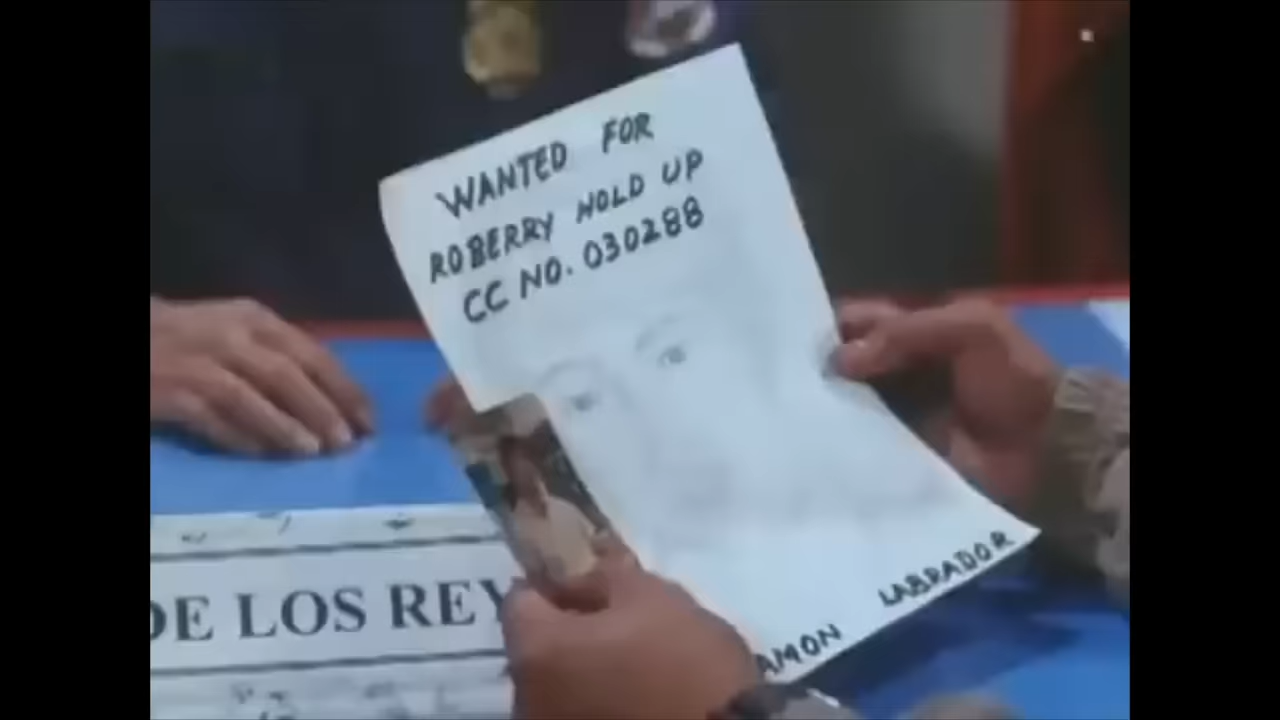 WANTED FOR
ROBERRY HOLD UP
CC NO. 030288
AMON LABRADOR
DE LOS REY